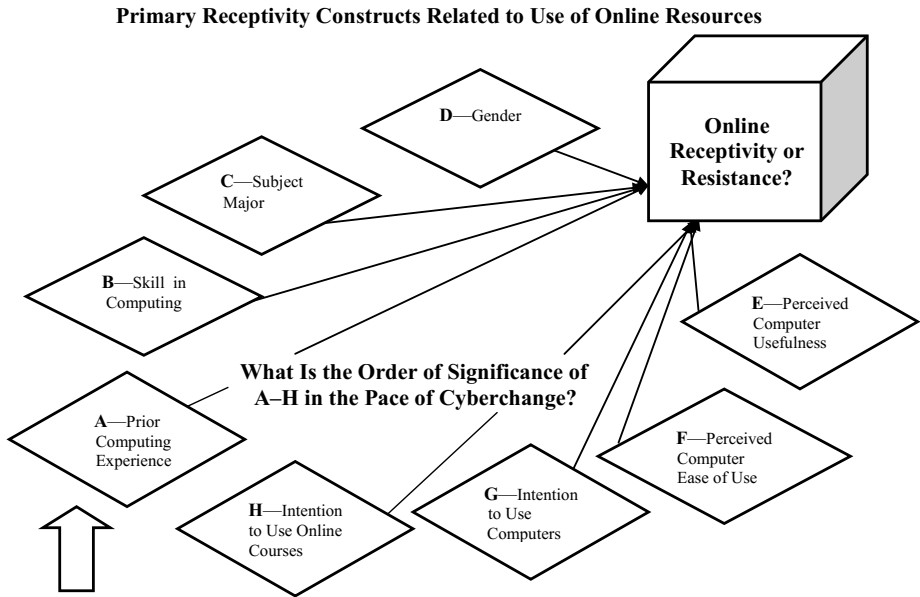 Primary Receptivity Constructs Related to Use of Online Resources
D—Gender
Online
Receptivity or
Resistance?
C—Subject
Major
B—Skill in
Computing
E—Perceived
Computer
Usefulness
What Is the Order of Significance of
A–H in the Pace of Cyberchange?
A—Prior
Computing
Experience
F—Perceived
Computer
Ease of Use
G—Intention
to Use
Computers
H—Intention
to Use Online
Courses